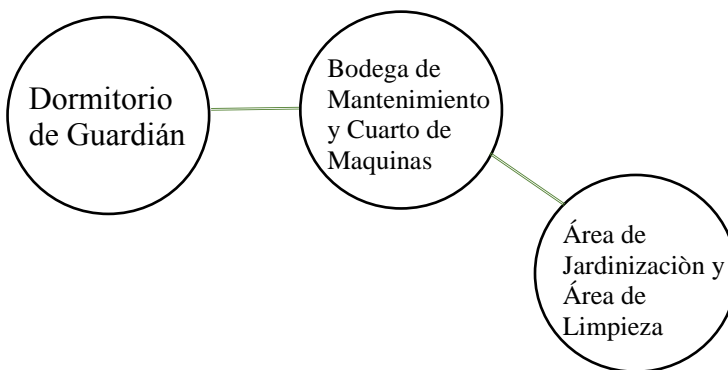 Dormitorio
de Guardián
Bodega de
Mantenimiento
y Cuarto de
Maquinas
Área de
Jardinizaciòn y
Área de
Limpieza